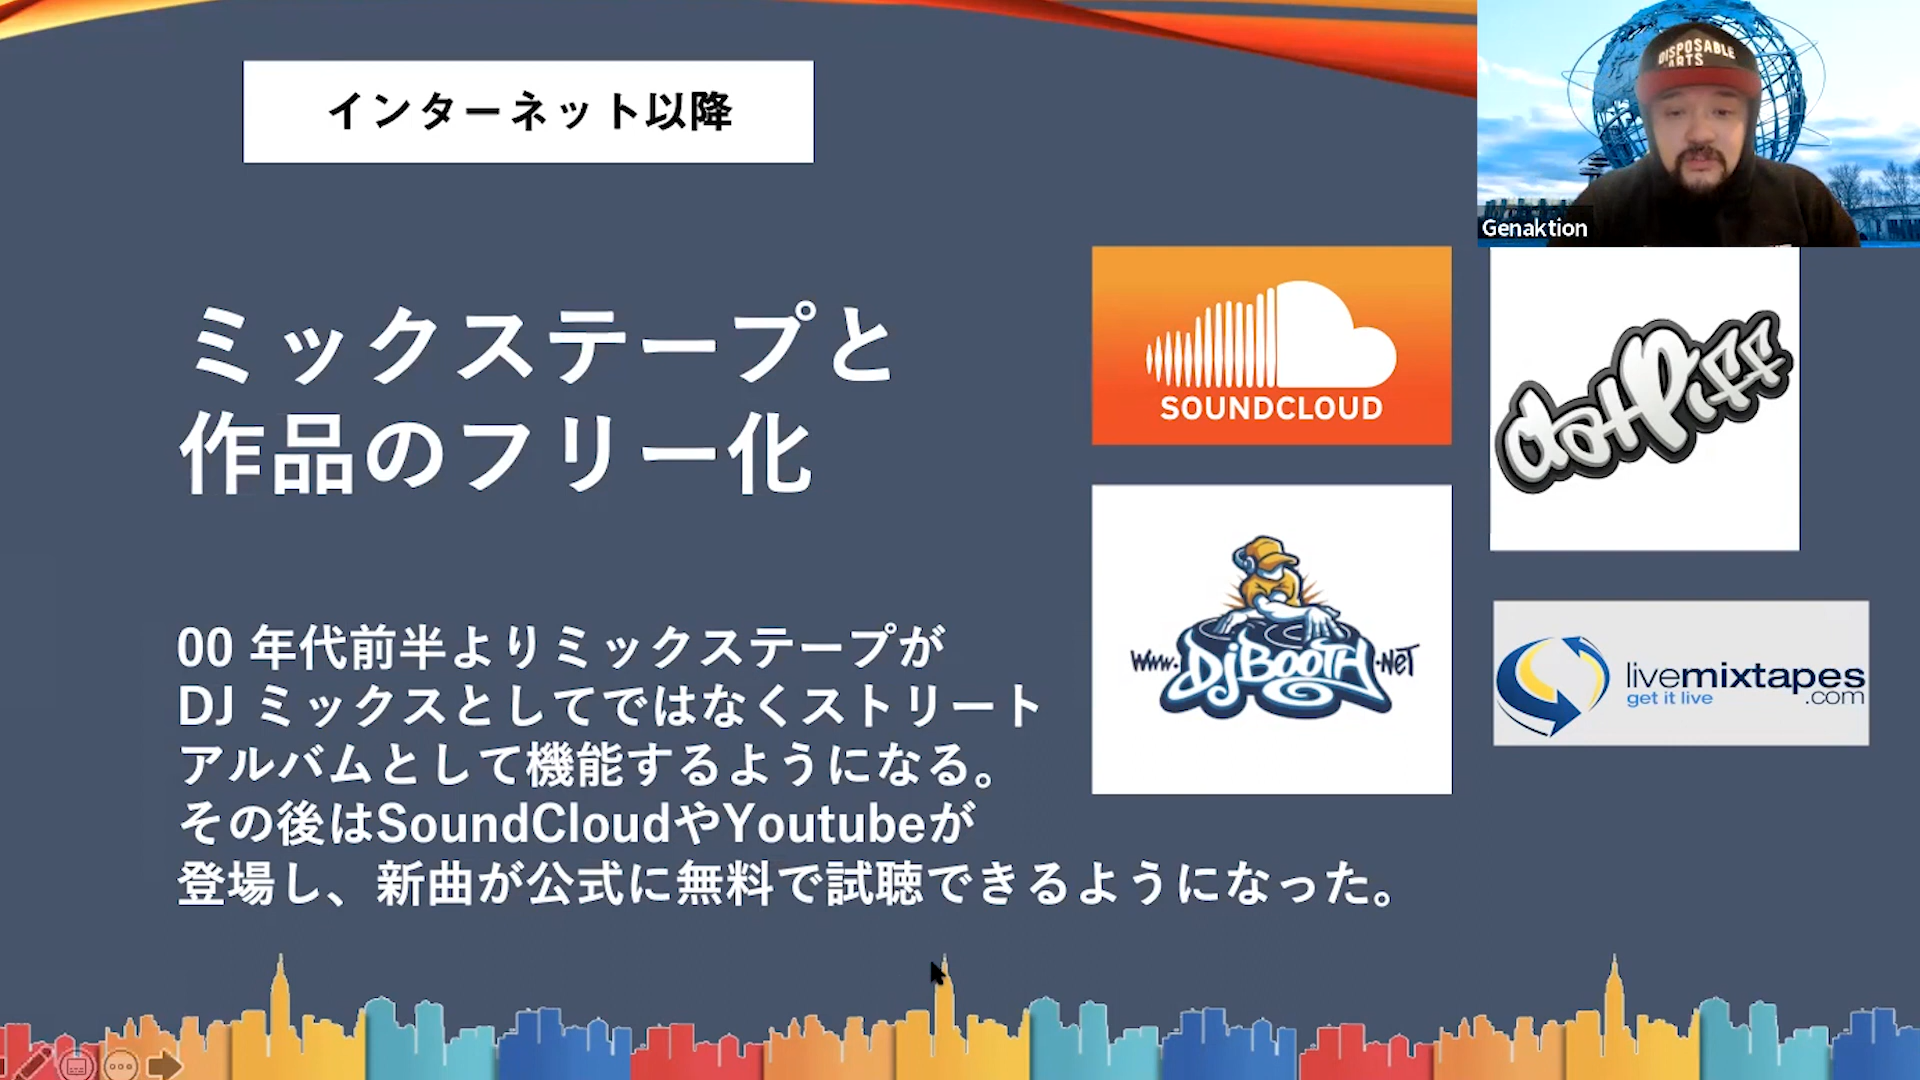 インターネット以降
DISPOSABLE
ARTS
Genaktion
ミックステープと
作品のフリー化
SOUNDCLOUD
datPiff
www.DJBOOTH.NET
livemixtapes
.com
get it live
00 年代前半よりミックステープが
DJ ミックスとしてではなくストリート
アルバムとして機能するようになる。
その後はSoundCloudやYoutubeが
登場し、新曲が公式に無料で試聴できるようになった。